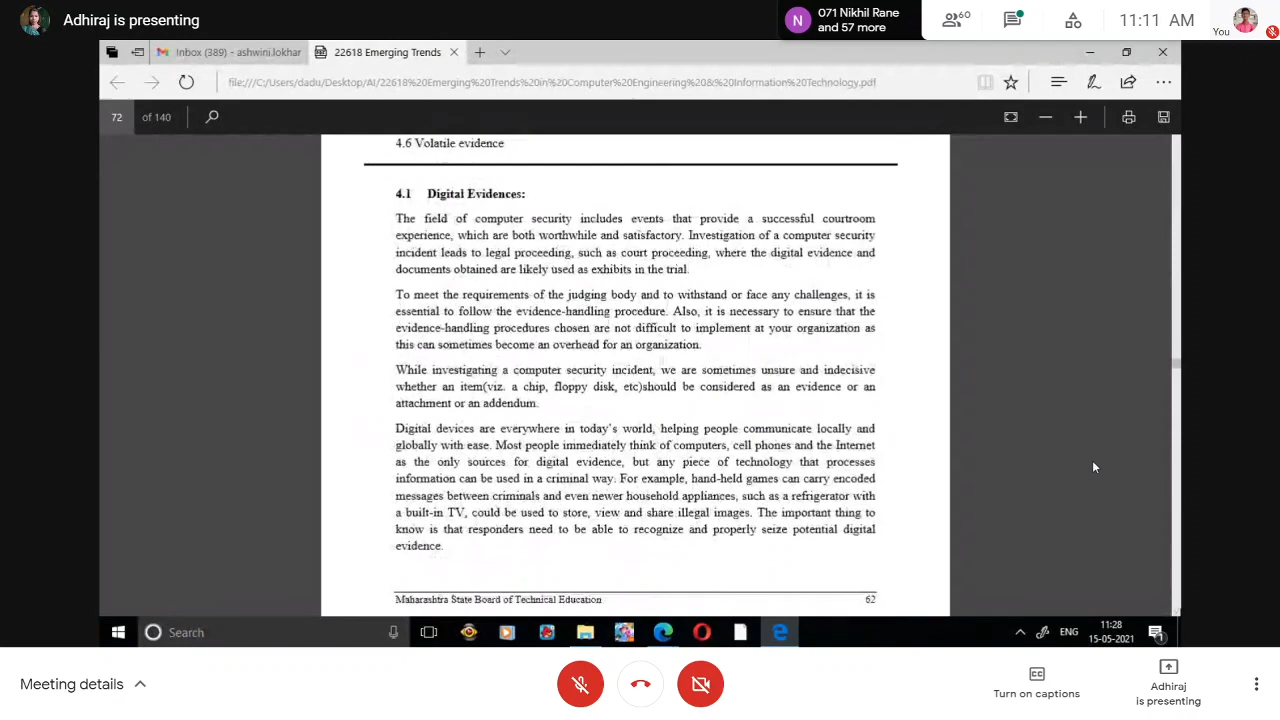 Adhiraj is presenting
N
071 Nikhil Rane
and 57 more
60
11:11 AM
You
Inbox (389) - ashwini.lokhar
22618 Emerging Trends
file:///C:/Users/dadu/Desktop/AI/22618%20Emerging%20Trends%20in%20Computer%20Engineering%20&%20Information%20Technology.pdf
72 of 140
4.6 Volatile evidence
4.1 Digital Evidences:
The field of computer security includes events that provide a successful courtroom
experience, which are both worthwhile and satisfactory. Investigation of a computer security
incident leads to legal proceeding, such as court proceeding, where the digital evidence and
documents obtained are likely used as exhibits in the trial.
To meet the requirements of the judging body and to withstand or face any challenges, it is
essential to follow the evidence-handling procedure. Also, it is necessary to ensure that the
evidence-handling procedures chosen are not difficult to implement at your organization as
this can sometimes become an overhead for an organization.
While investigating a computer security incident, we are sometimes unsure and indecisive
whether an item(viz. a chip, floppy disk, etc)should be considered as an evidence or an
attachment or an addendum.
Digital devices are everywhere in today's world, helping people communicate locally and
globally with ease. Most people immediately think of computers, cell phones and the Internet
as the only sources for digital evidence, but any piece of technology that processes
information can be used in a criminal way. For example, hand-held games can carry encoded
messages between criminals and even newer household appliances, such as a refrigerator with
a built-in TV, could be used to store, view and share illegal images. The important thing to
know is that responders need to be able to recognize and properly seize potential digital
evidence.
Maharashtra State Board of Technical Education 62
Search
ENG
11:28
15-05-2021
1
Meeting details
CC
Turn on captions
Adhiraj
is presenting